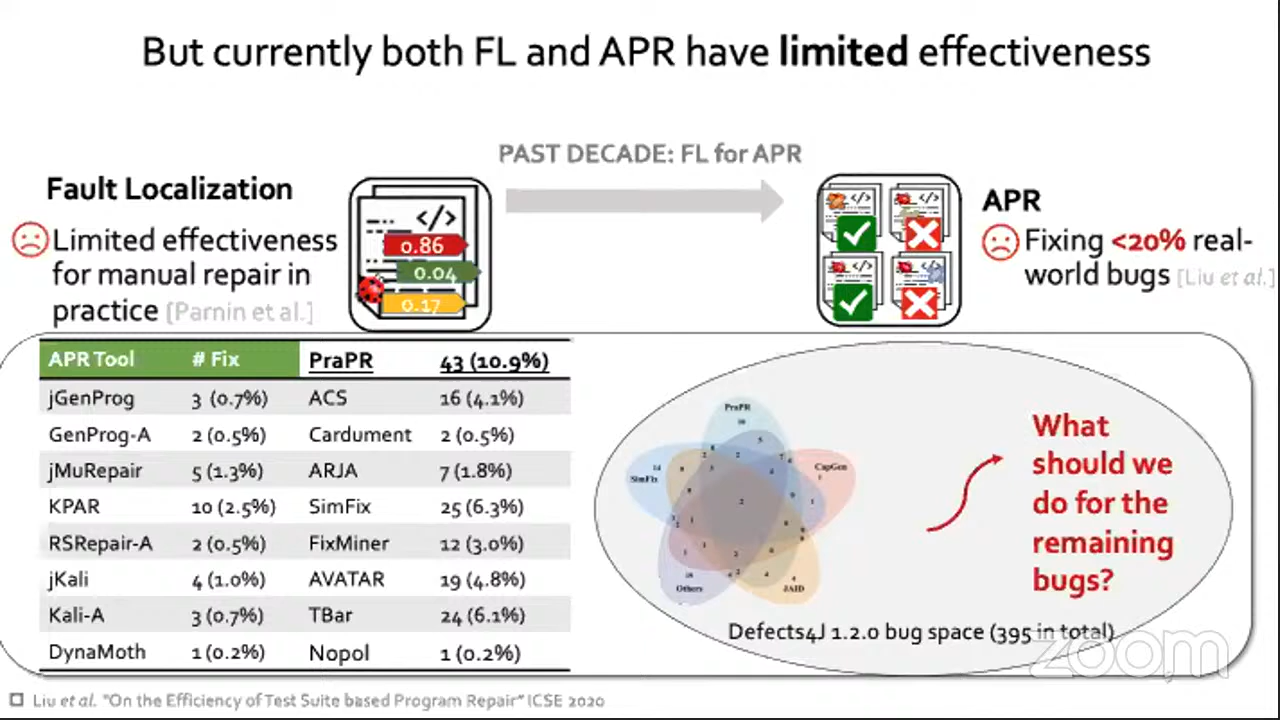 But currently both FL and APR have limited effectiveness
PAST DECADE: FL for APR
Fault Localization
Limited effectiveness
for manual repair in
practice [Parnin et al.]
</>
0.86
0.04
0.17
APR
Fixing <20% real-
world bugs [Liu et al.]
APR Tool # Fix PraPR 43 (10.9%)
jGenProg 3 (0.7%) ACS 16 (4.1%)
GenProg-A 2 (0.5%) Cardument 2 (0.5%)
jMuRepair 5 (1.3%) ARJA 7 (1.8%)
KPAR 10 (2.5%) SimFix 25 (6.3%)
RSRepair-A 2 (0.5%) FixMiner 12 (3.0%)
jKali 4 (1.0%) AVATAR 19 (4.8%)
Kali-A 3 (0.7%) TBar 24 (6.1%)
DynaMoth 1 (0.2%) Nopol 1 (0.2%)
PraPR
CapGen
SimFix
Others
JAID
What
should we
do for the
remaining
bugs?
Defects4J 1.2.0 bug space (395 in total)
zoom
Liu et al. "On the Efficiency of Test Suite based Program Repair" ICSE 2020